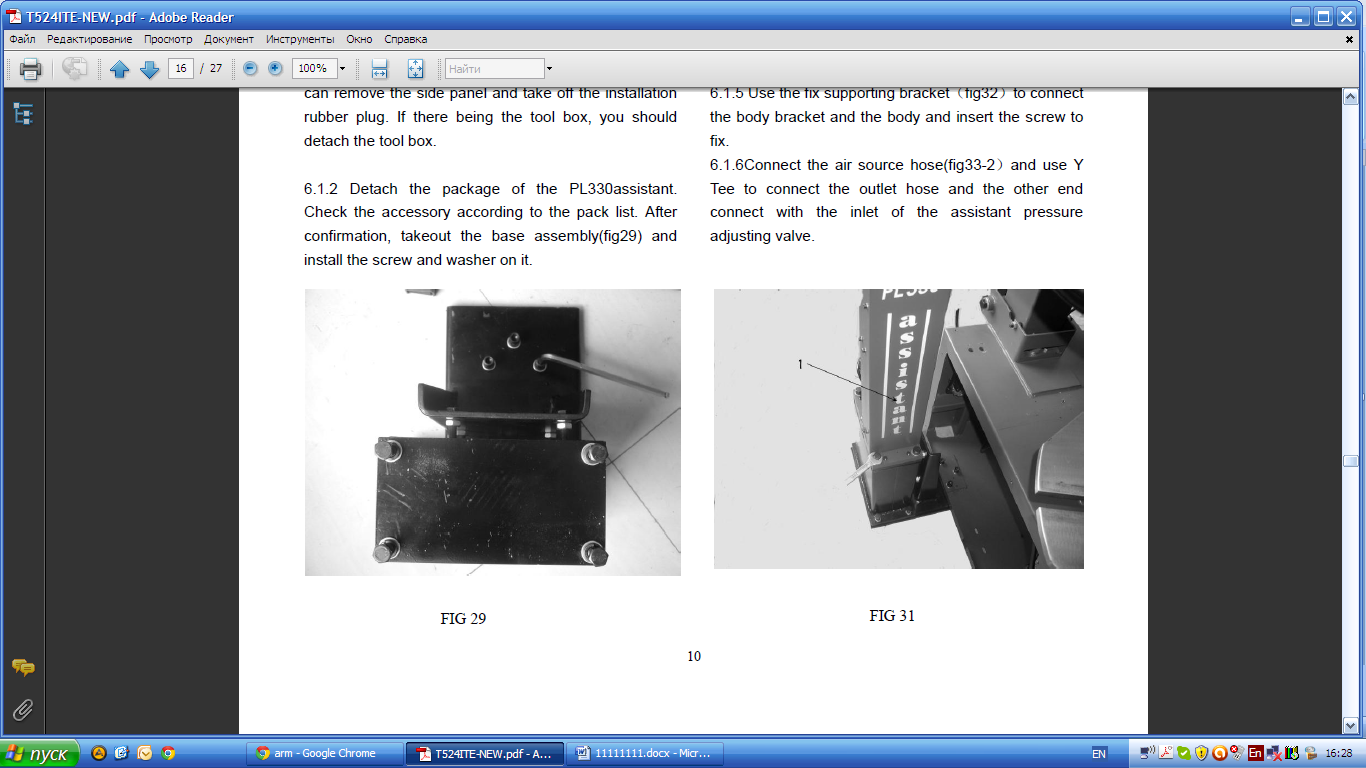 T524ITE-NEW.pdf - Adobe Reader
Файл Редактирование Просмотр Документ Инструменты Окно Справка
16 / 27 100% Найти
can remove the side panel and take off the installation
rubber plug. If there being the tool box, you should
detach the tool box.
6.1.2 Detach the package of the PL330assistant.
Check the accessory according to the pack list. After
confirmation, takeout the base assembly(fig29) and
install the screw and washer on it.
FIG 29
6.1.5 Use the fix supporting bracket（fig32）to connect
the body bracket and the body and insert the screw to
fix.
6.1.6Connect the air source hose(fig33-2）and use Y
Tee to connect the outlet hose and the other end
connect with the inlet of the assistant pressure
adjusting valve.
1
assistant
FIG 31
10
пуск
arm - Google Chrome
T524ITE-NEW.pdf - A...
11111111.docx - Micr...
EN
En
16:28